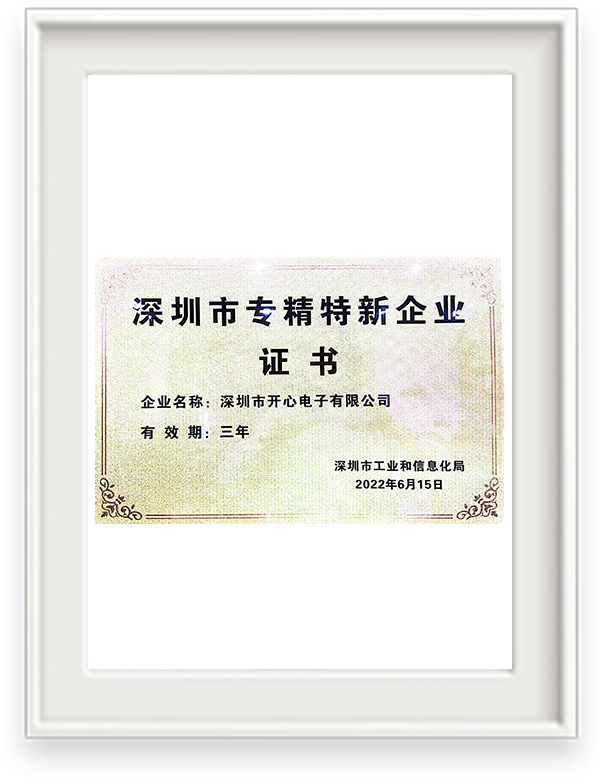 深圳市专精特新企业
证书
企业名称：深圳市开心电子有限公司
有效期：三年
深圳市工业和信息化局
2022年6月15日